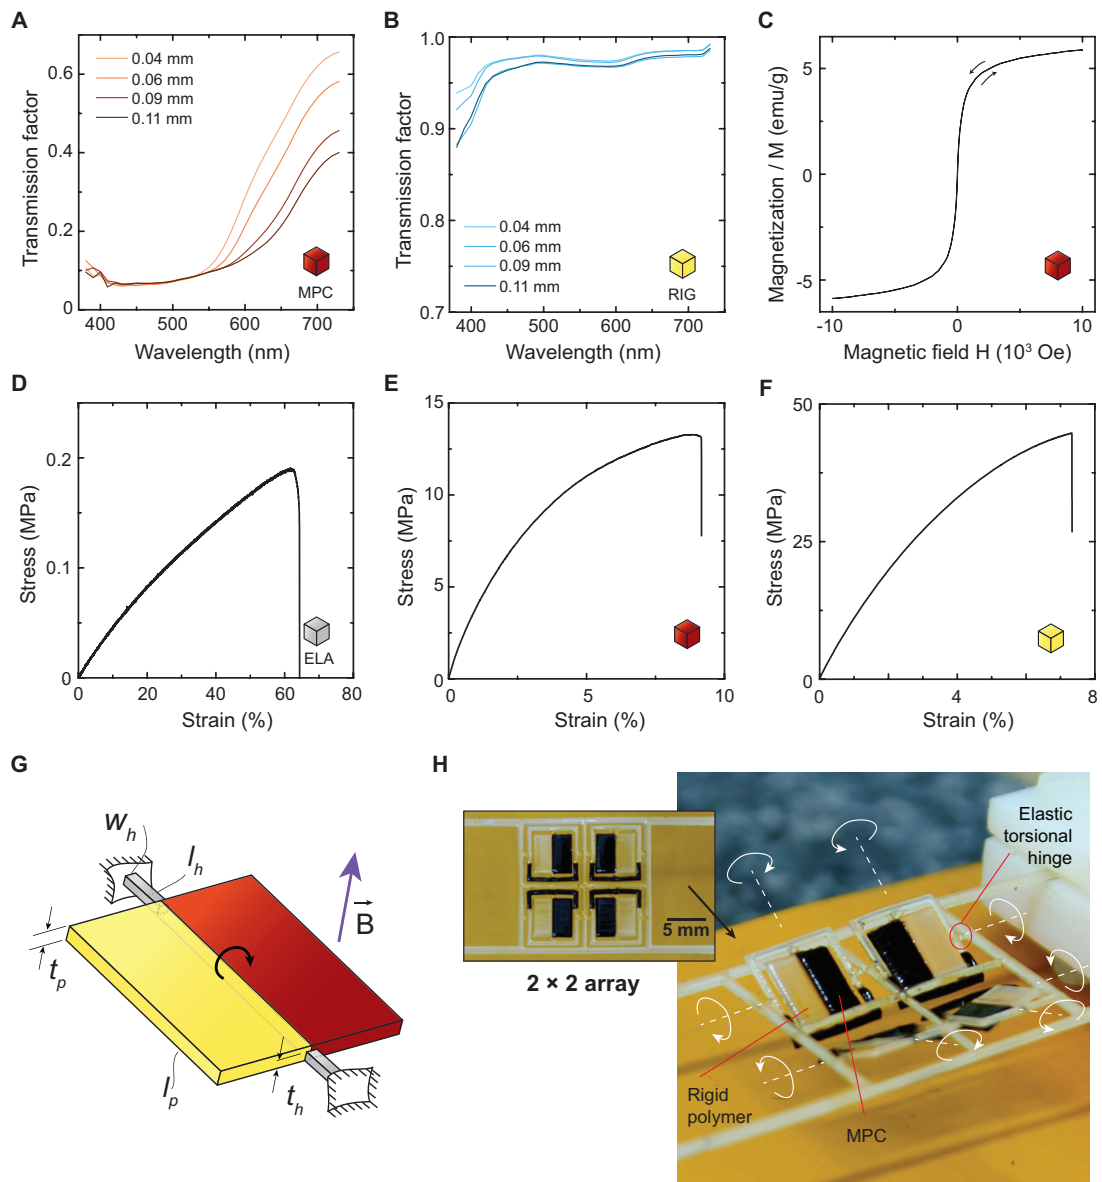 A
0.6
0.4
0.2
0
400
500
600
700
Transmission factor
Wavelength (nm)
0.04 mm
0.06 mm
0.09 mm
0.11 mm
MPC
B
1.0
0.9
0.8
0.7
400
500
600
700
Transmission factor
Wavelength (nm)
0.04 mm
0.06 mm
0.09 mm
0.11 mm
RIG
C
5
0
-5
-10
0
10
Magnetization / M (emu/g)
Magnetic field H (10³ Oe)
D
0.2
0.1
0
0
20
40
60
80
Stress (MPa)
Strain (%)
ELA
E
15
10
5
0
0
5
10
Stress (MPa)
Strain (%)
F
50
25
0
0
4
8
Stress (MPa)
Strain (%)
G
wₕ
lₕ
B⃗
tₚ
lₚ
tₕ
H
5 mm
2 × 2 array
Elastic
torsional
hinge
Rigid
polymer
MPC